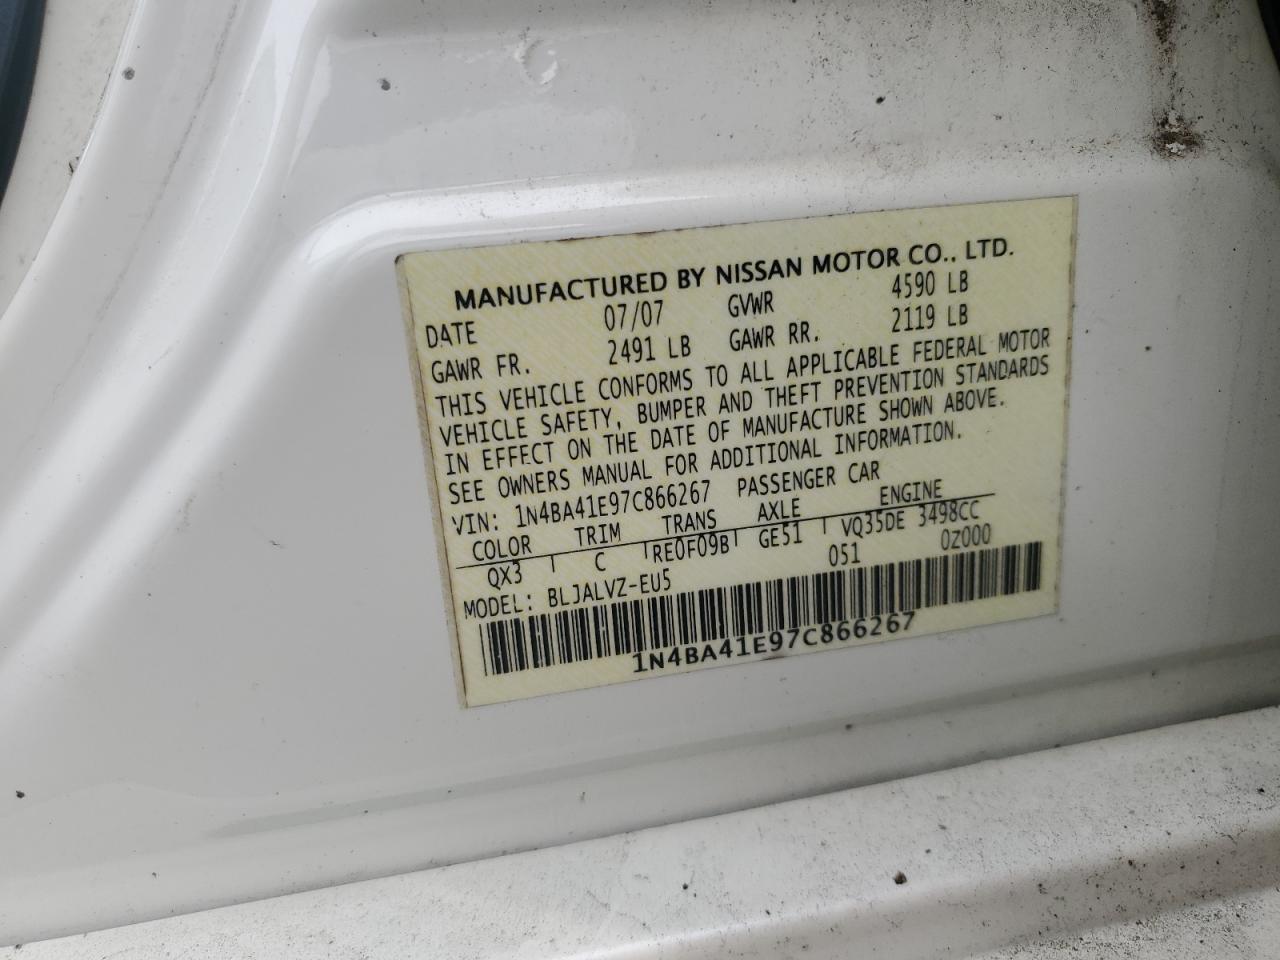 MANUFACTURED BY NISSAN MOTOR CO., LTD.
DATE 07/07 GVWR 4590 LB
GAWR FR. 2491 LB GAWR RR. 2119 LB
THIS VEHICLE CONFORMS TO ALL APPLICABLE FEDERAL MOTOR
VEHICLE SAFETY, BUMPER AND THEFT PREVENTION STANDARDS
IN EFFECT ON THE DATE OF MANUFACTURE SHOWN ABOVE.
SEE OWNERS MANUAL FOR ADDITIONAL INFORMATION.
VIN: 1N4BA41E97C866267 PASSENGER CAR
COLOR TRIM TRANS AXLE ENGINE
QX3 C RE0F09B GE51 VQ35DE 3498CC
MODEL: BLJALVZ-EU5 051 0Z000
1N4BA41E97C866267